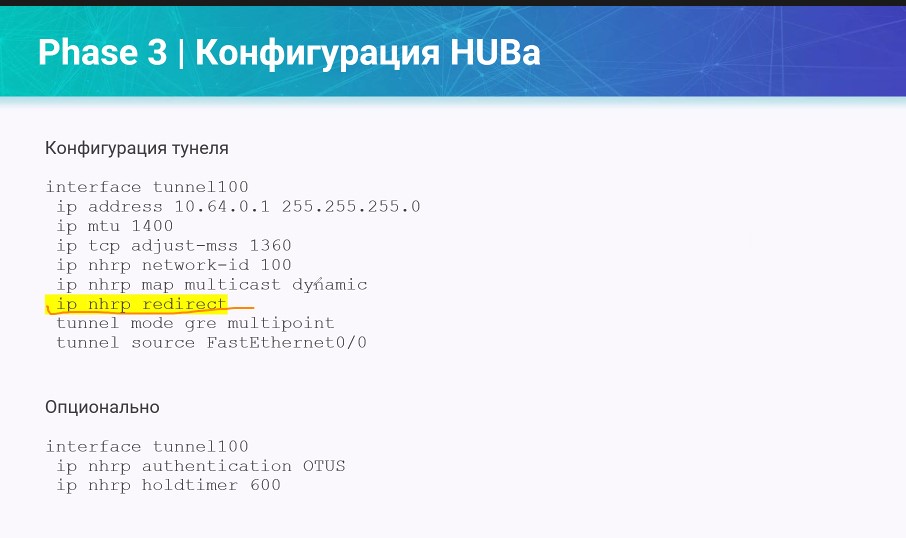 Phase 3 | Конфигурация HUBа
Конфигурация тунеля
interface tunnel100
ip address 10.64.0.1 255.255.255.0
ip mtu 1400
ip tcp adjust-mss 1360
ip nhrp network-id 100
ip nhrp map multicast dynamic
ip nhrp redirect
tunnel mode gre multipoint
tunnel source FastEthernet0/0
Опционально
interface tunnel100
ip nhrp authentication OTUS
ip nhrp holdtimer 600